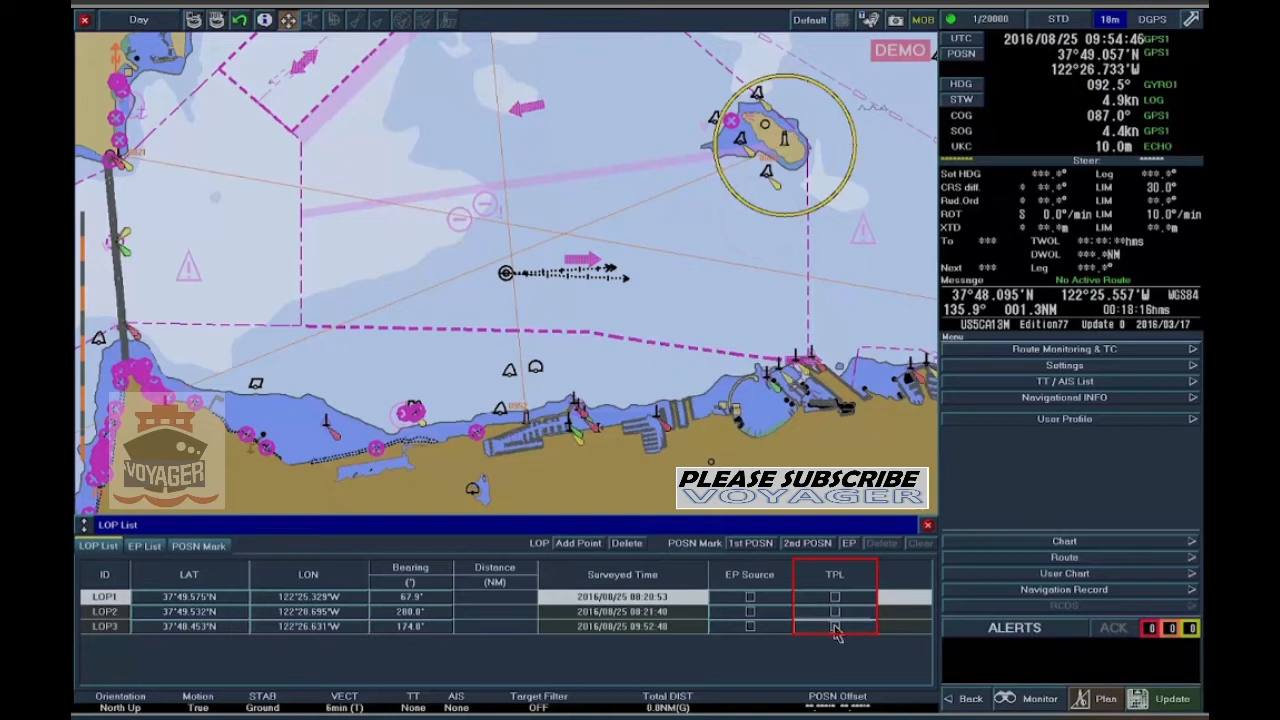 Day
Default
MOB
1/20000
STD
18m
DGPS
DEMO
UTC 2016/08/25 09:54:46 GPS1
POSN 37°49.057'N GPS1
122°26.733'W
HDG 092.5° GYRO1
STW 4.9kn LOG
COG 087.0° GPS1
SOG 4.4kn GPS1
UKC 10.0m ECHO
******** Steer: ******
Set HDG ***.*° Log ***.*°
CRS diff. * **.*° LIM 30.0°
Rud.Ord * **.*°
ROT S 0.0°/min LIM 10.0°/min
XTD * **.*m LIM **.*m
To *** TWOL **:**:**hms
DWOL *.***NM
Next *** Leg ***.*°
Message No Active Route
37°48.095'N 122°25.557'W WGS84
135.9° 001.3NM 00:18:16hms
US5CA13M Edition77 Update 0 2016/03/17
Menu
Route Monitoring & TC
Settings
TT / AIS List
Navigational INFO
User Profile
Chart
Route
User Chart
Navigation Record
RCDS
ALERTS ACK 0 0 0
Back Monitor Plan Update
VOYAGER
PLEASE SUBSCRIBE
VOYAGER
LOP List
LOP List EP List POSN Mark LOP Add Point Delete POSN Mark 1st POSN 2nd POSN EP Delete Clear
ID LAT LON Bearing (°) Distance (NM) Surveyed Time EP Source TPL
LOP1 37°49.575'N 122°25.329'W 67.9° 2016/08/25 08:20:53
LOP2 37°49.532'N 122°28.695'W 280.0° 2016/08/25 08:21:40
LOP3 37°48.453'N 122°26.631'W 174.0° 2016/08/25 09:52:48
Orientation Motion STAB VECT TT AIS Target Filter Total DIST POSN Offset
North Up True Ground 6min (T) None None OFF 0.0NM(G) **.**** **.****